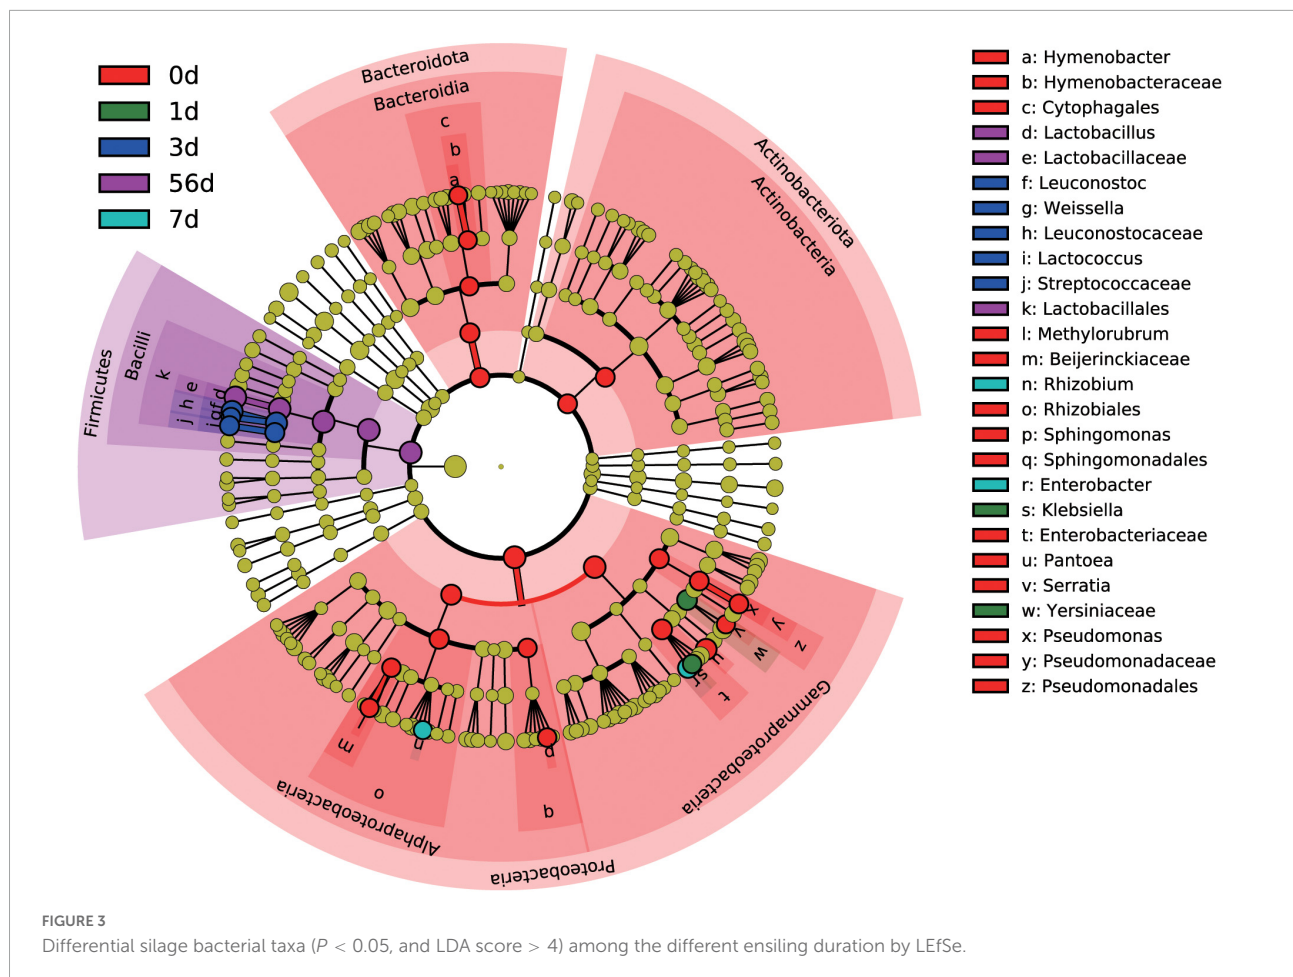 0d
1d
3d
56d
7d
Bacteroidota
Bacteroidia
c
b
a
Actinobacteriota
Actinobacteria
Firmicutes
Bacilli
k
j
h
e
i
g
f
d
m
n
o
Alphaproteobacteria
p
q
Proteobacteria
Gammaproteobacteria
x
y
z
v
w
u
s
r
t
a: Hymenobacter
b: Hymenobacteraceae
c: Cytophagales
d: Lactobacillus
e: Lactobacillaceae
f: Leuconostoc
g: Weissella
h: Leuconostocaceae
i: Lactococcus
j: Streptococcaceae
k: Lactobacillales
l: Methylorubrum
m: Beijerinckiaceae
n: Rhizobium
o: Rhizobiales
p: Sphingomonas
q: Sphingomonadales
r: Enterobacter
s: Klebsiella
t: Enterobacteriaceae
u: Pantoea
v: Serratia
w: Yersiniaceae
x: Pseudomonas
y: Pseudomonadaceae
z: Pseudomonadales
FIGURE 3
Differential silage bacterial taxa (P < 0.05, and LDA score > 4) among the different ensiling duration by LEfSe.